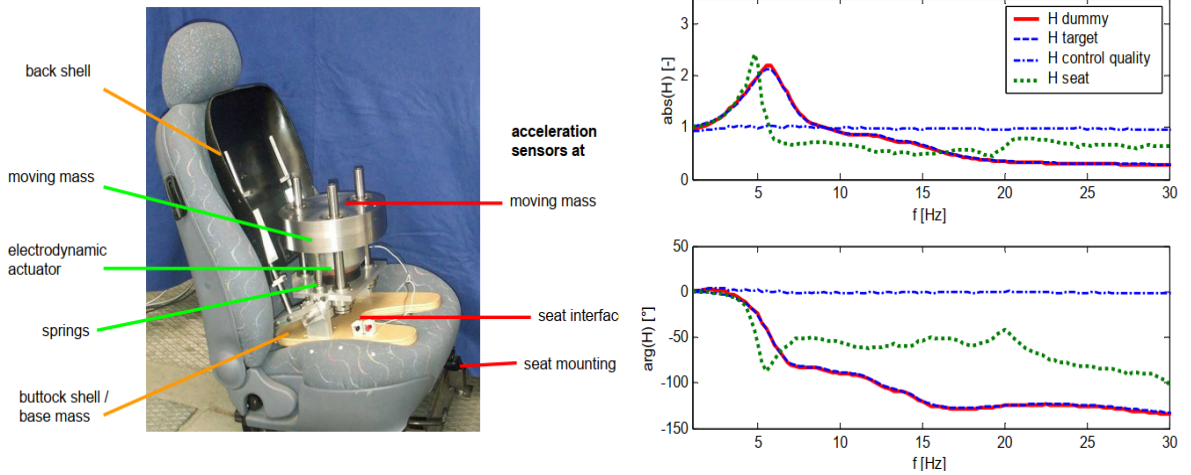 back shell
moving mass
electrodynamic
actuator
springs
buttock shell /
base mass
acceleration
sensors at
moving mass
seat interfac
seat mounting
3
2
1
0
abs(H) [-]
H dummy
H target
H control quality
H seat
5
10
15
20
25
30
f [Hz]
50
0
-50
-100
-150
arg(H) [°]
5
10
15
20
25
30
f [Hz]